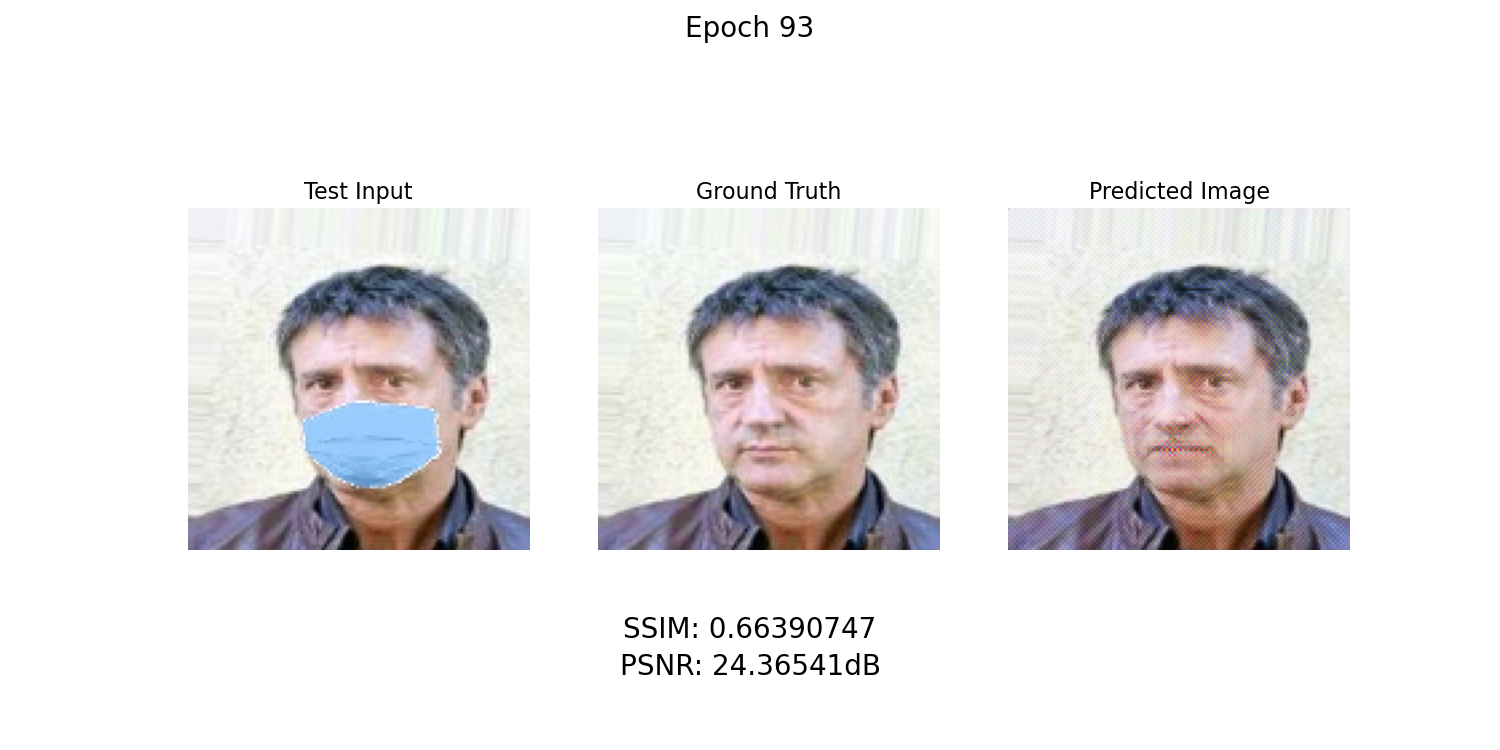 Epoch 93
Test Input
Ground Truth
Predicted Image
SSIM: 0.66390747
PSNR: 24.36541dB